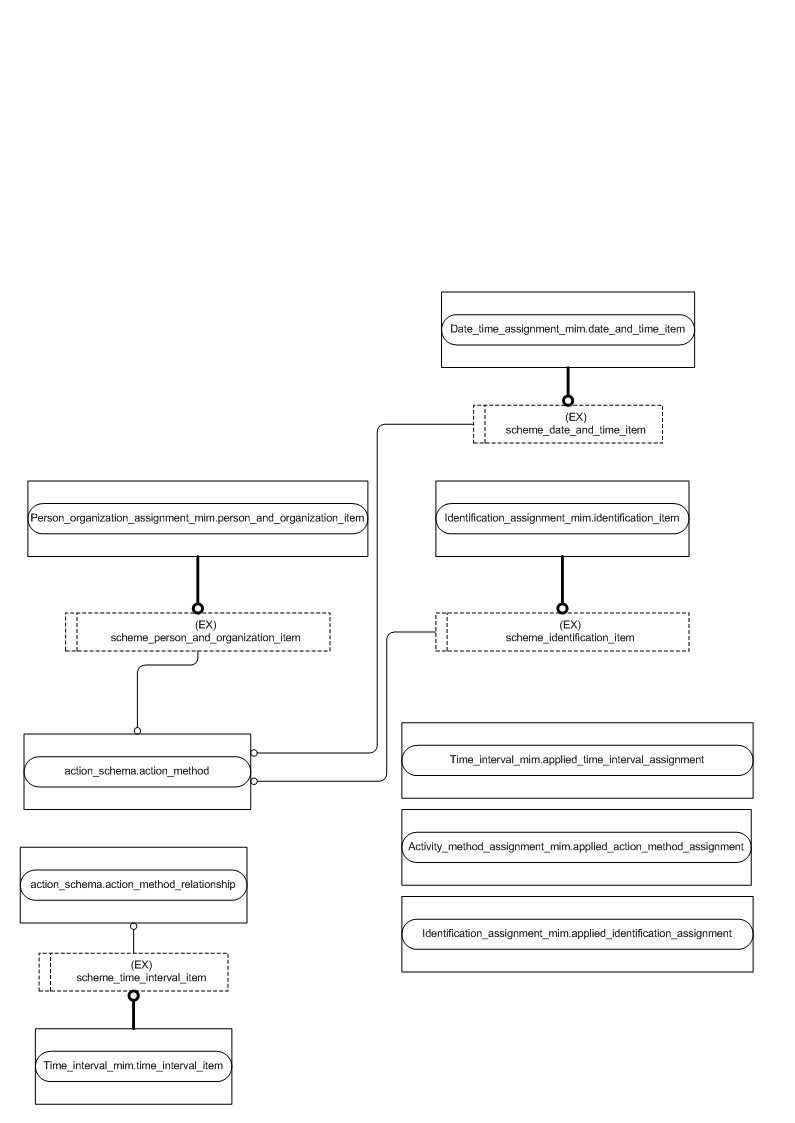 Date_time_assignment_mim.date_and_time_item
(EX)
scheme_date_and_time_item
Person_organization_assignment_mim.person_and_organization_item
Identification_assignment_mim.identification_item
(EX)
scheme_person_and_organization_item
(EX)
scheme_identification_item
action_schema.action_method
Time_interval_mim.applied_time_interval_assignment
Activity_method_assignment_mim.applied_action_method_assignment
action_schema.action_method_relationship
Identification_assignment_mim.applied_identification_assignment
(EX)
scheme_time_interval_item
Time_interval_mim.time_interval_item